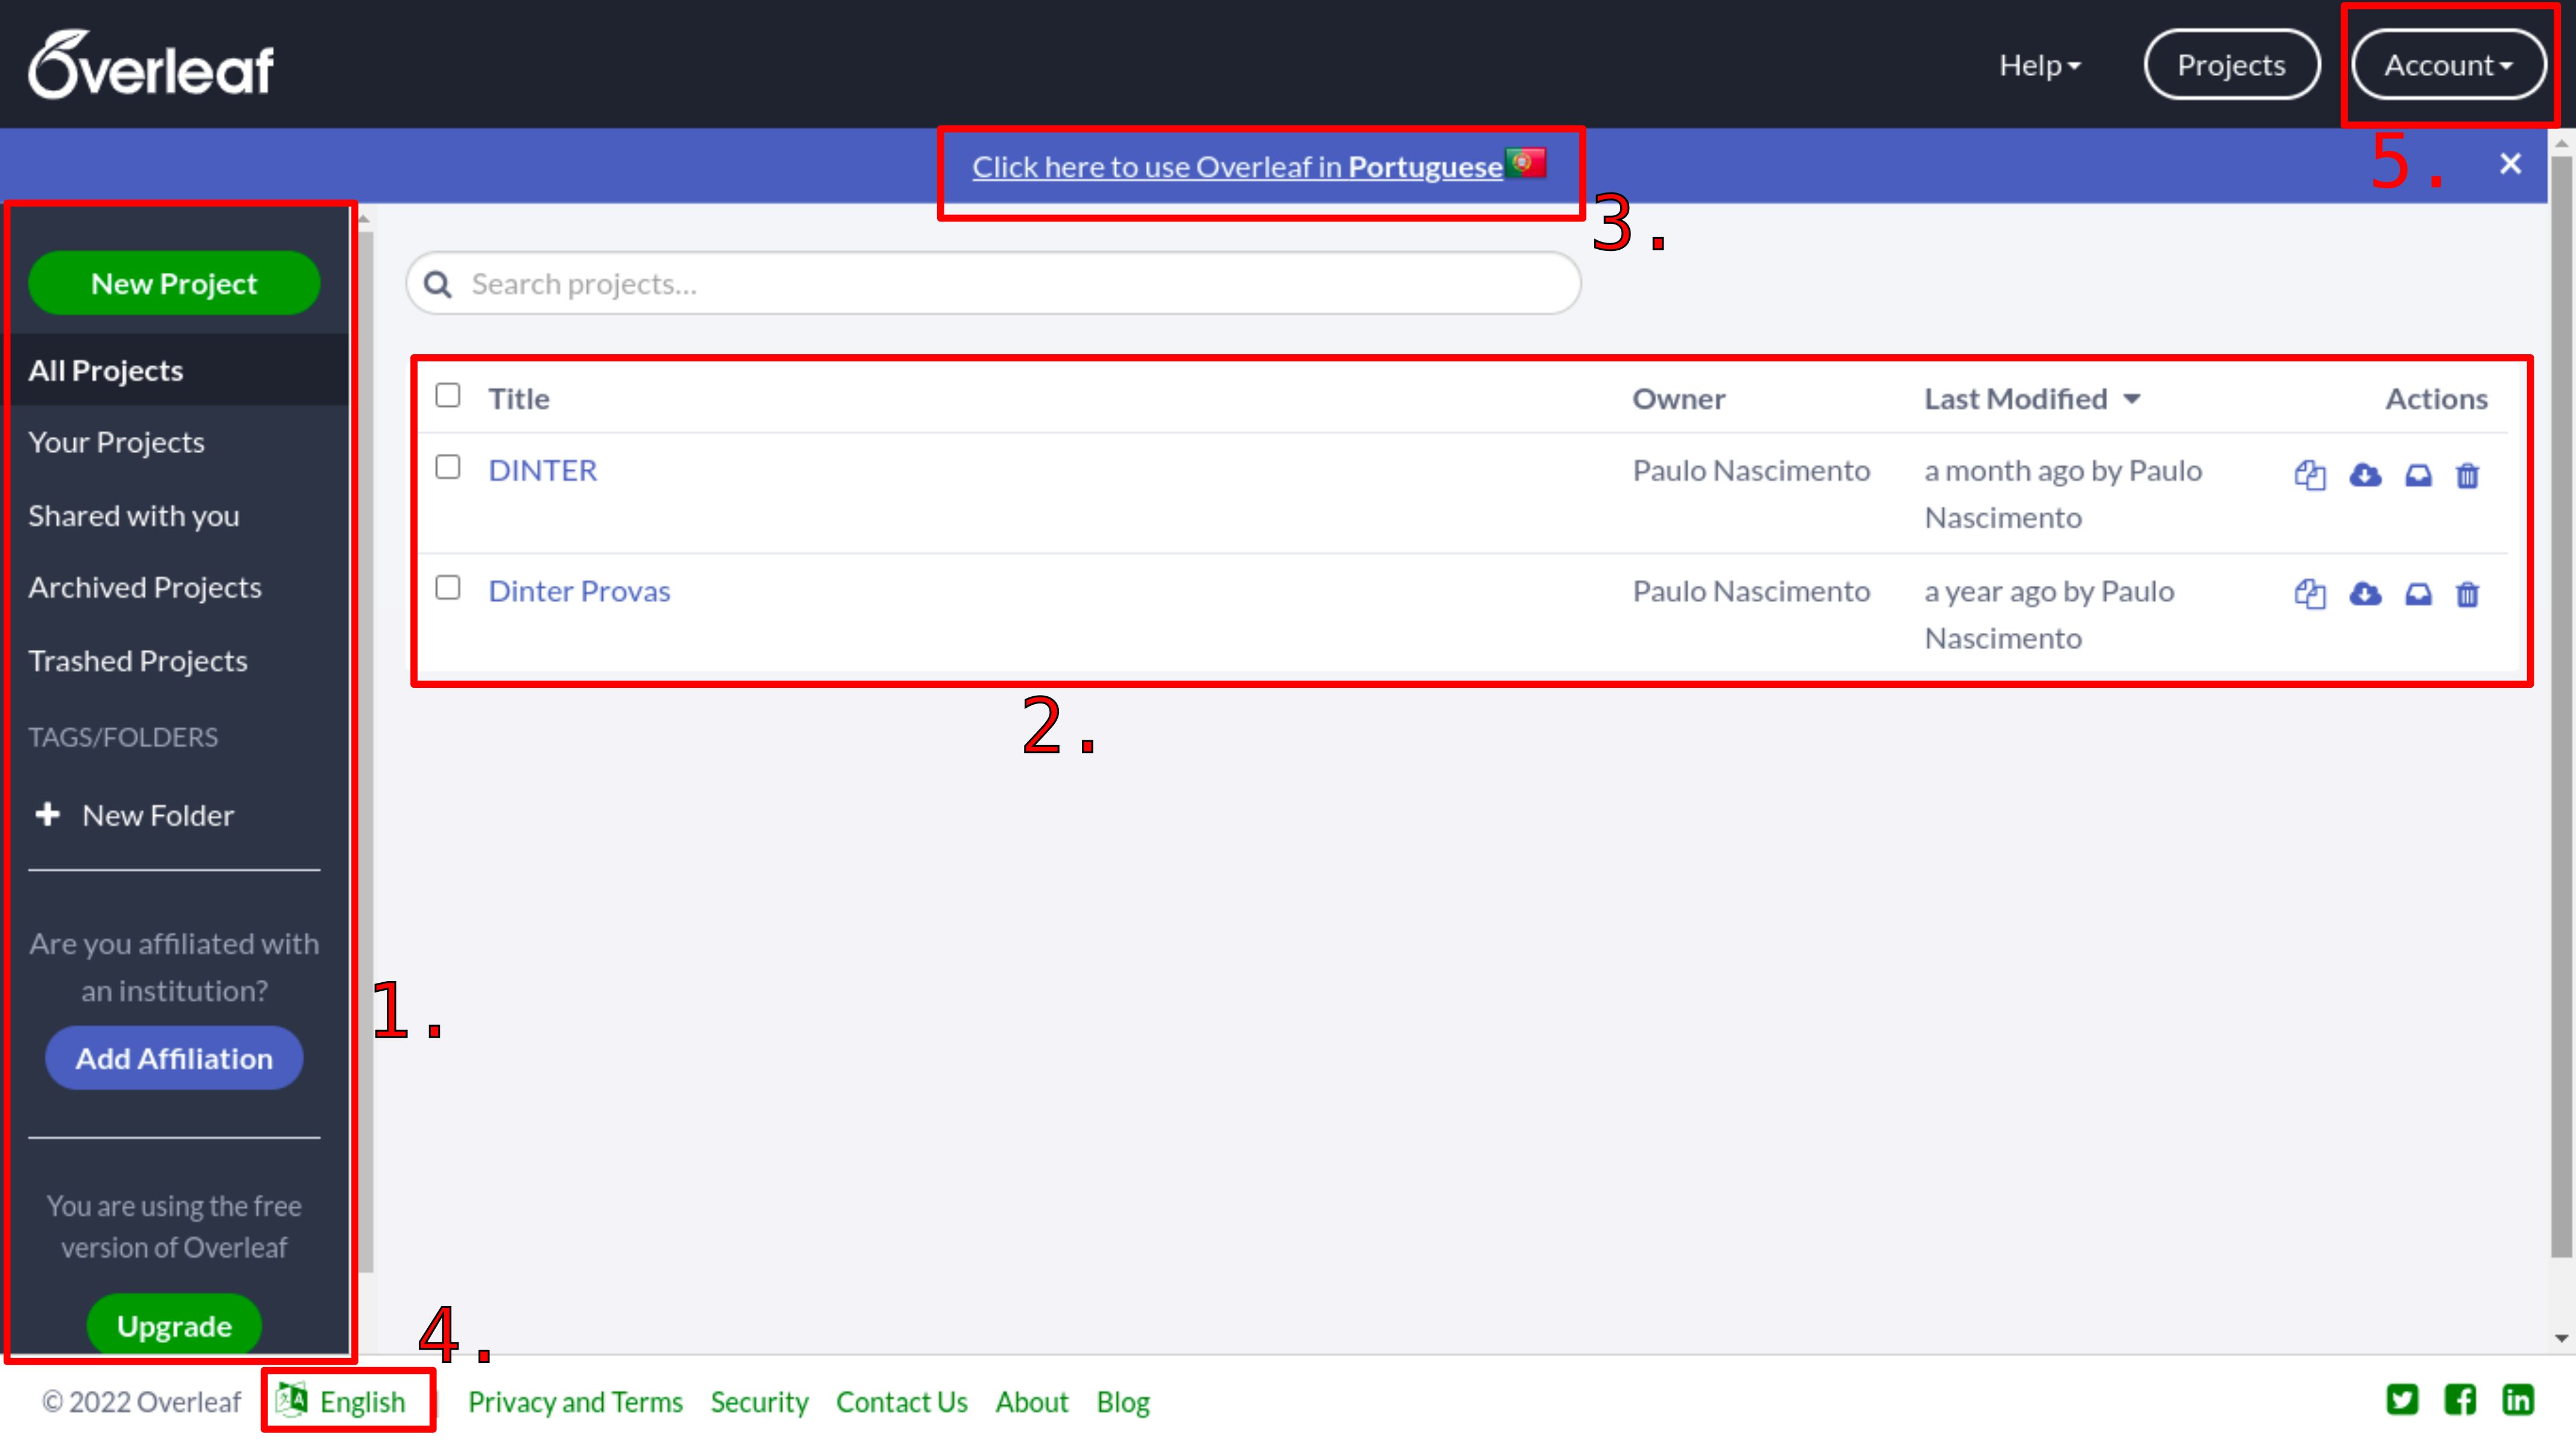 Overleaf
Help
Projects
Account
5.
Click here to use Overleaf in Portuguese
3.
New Project
Search projects...
All Projects
Your Projects
Shared with you
Archived Projects
Trashed Projects
TAGS/FOLDERS
New Folder
Are you affiliated with
an institution?
Add Affiliation
1.
You are using the free
version of Overleaf
Upgrade
Title Owner Last Modified Actions
DINTER Paulo Nascimento a month ago by Paulo
Nascimento
Dinter Provas Paulo Nascimento a year ago by Paulo
Nascimento
2.
4.
© 2022 Overleaf English Privacy and Terms Security Contact Us About Blog